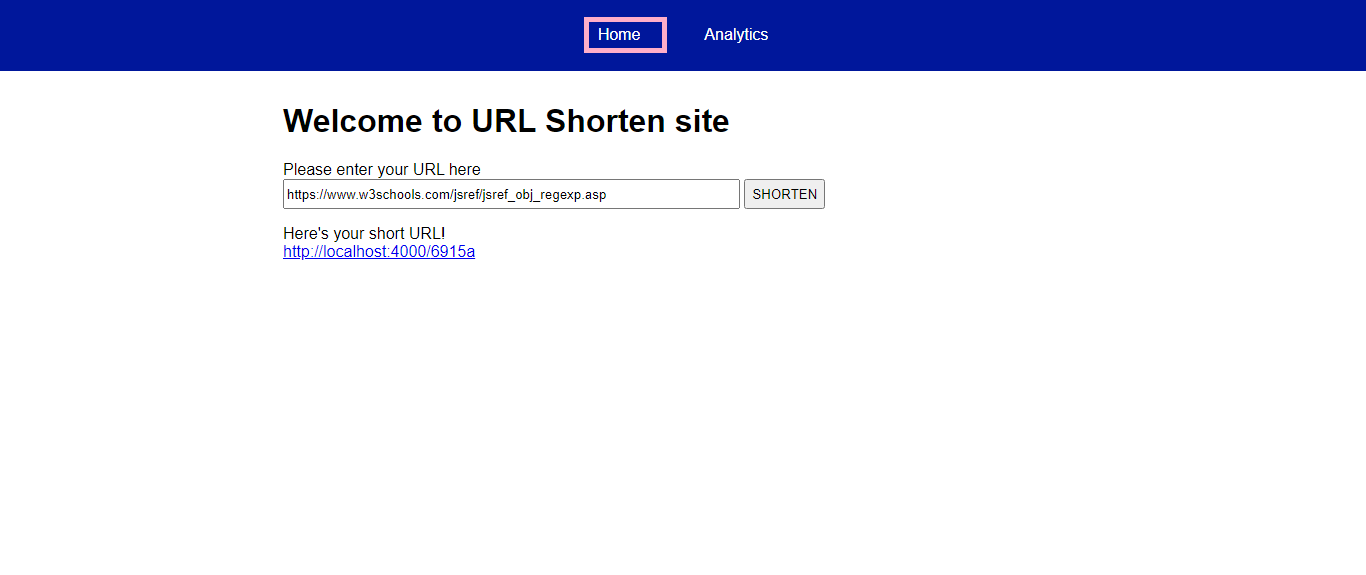 Home Analytics
Welcome to URL Shorten site
Please enter your URL here
https://www.w3schools.com/jsref/jsref_obj_regexp.asp SHORTEN
Here's your short URL!
http://localhost:4000/6915a